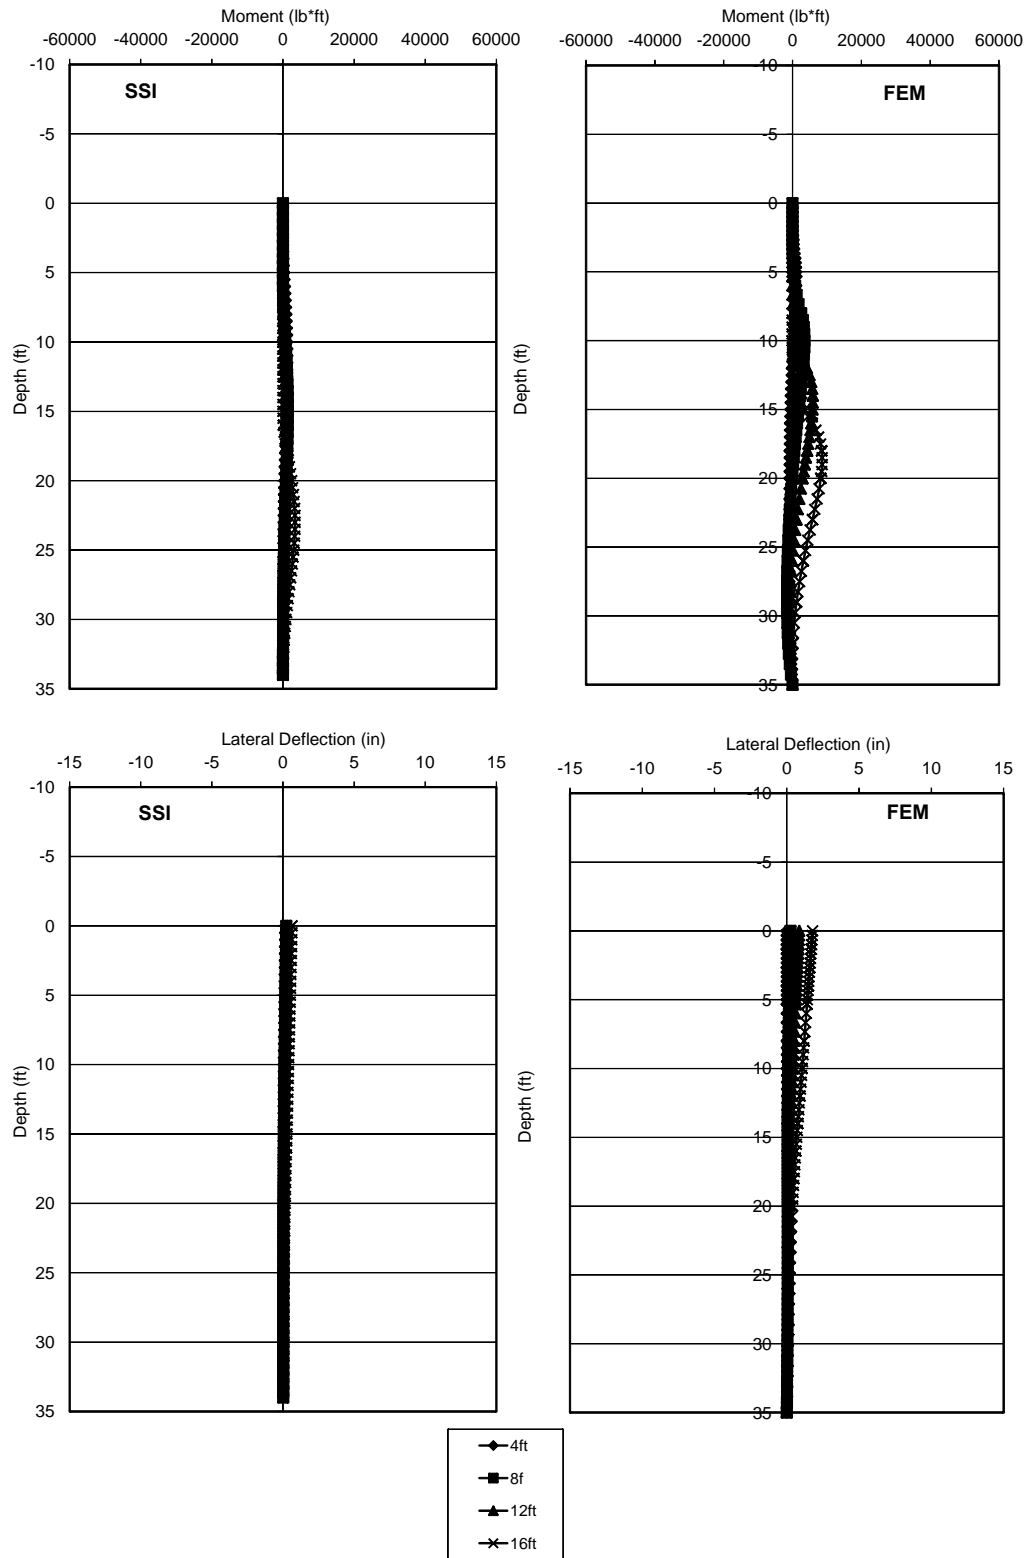 Moment (lb*ft)
-60000 -40000 -20000 0 20000 40000 60000
-10
-5
0
5
10
15
20
25
30
35
Depth (ft)
SSI
-60000 -40000 -20000 0 20000 40000 60000
Moment (lb*ft)
-10
-5
0
5
10
15
20
25
30
35
Depth (ft)
FEM
Lateral Deflection (in)
-15 -10 -5 0 5 10 15
-10
-5
0
5
10
15
20
25
30
35
Depth (ft)
SSI
Lateral Deflection (in)
-15 -10 -5 0 5 10 15
-10
-5
0
5
10
15
20
25
30
35
Depth (ft)
FEM
4ft
8f
12ft
16ft